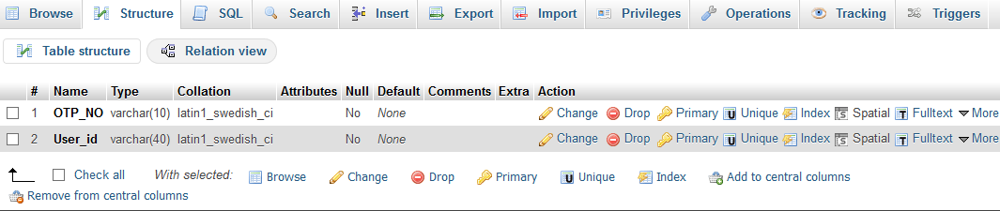 Browse Structure SQL Search Insert Export Import Privileges Operations Tracking Triggers
Table structure Relation view
# Name Type Collation Attributes Null Default Comments Extra Action
1 OTP_NO varchar(10) latin1_swedish_ci No None Change Drop Primary Unique Index Spatial Fulltext More
2 User_id varchar(40) latin1_swedish_ci No None Change Drop Primary Unique Index Spatial Fulltext More
Check all With selected: Browse Change Drop Primary Unique Index Add to central columns
Remove from central columns